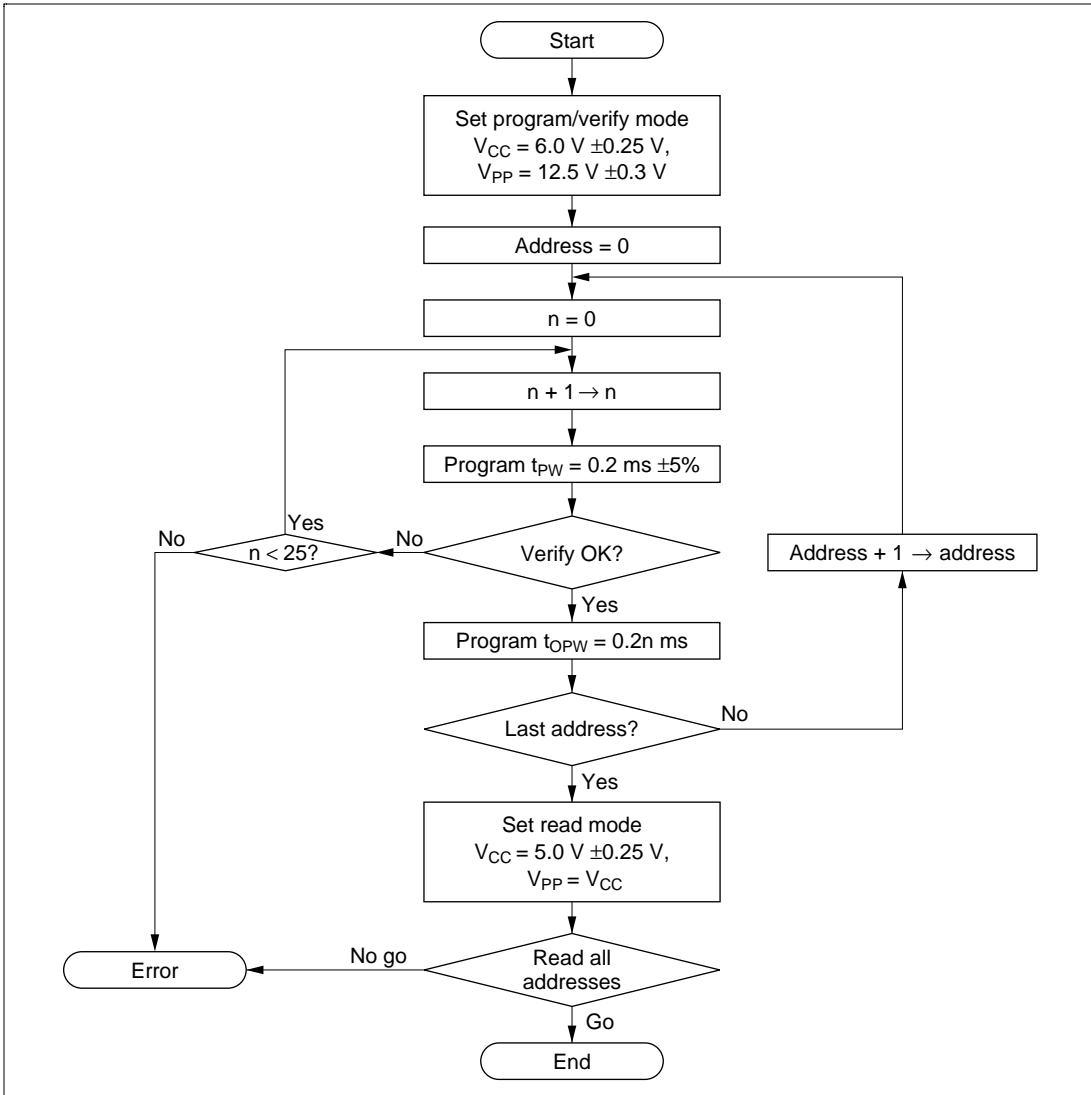 Start
Set program/verify mode
VCC = 6.0 V ±0.25 V,
VPP = 12.5 V ±0.3 V
Address = 0
n = 0
n + 1 → n
Program tPW = 0.2 ms ±5%
No
n < 25?
Yes
No
Verify OK?
Address + 1 → address
Yes
Program tOPW = 0.2n ms
Last address?
No
Yes
Set read mode
VCC = 5.0 V ±0.25 V,
VPP = VCC
Error
No go
Read all
addresses
Go
End